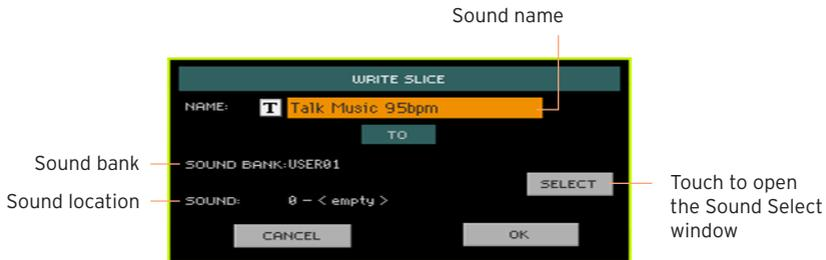 Sound name
WRITE SLICE
NAME: T Talk Music 95bpm
TO
Sound bank
SOUND BANK:USER01
SELECT
Touch to open
the Sound Select
window
Sound location
SOUND: 0 - < empty >
CANCEL OK